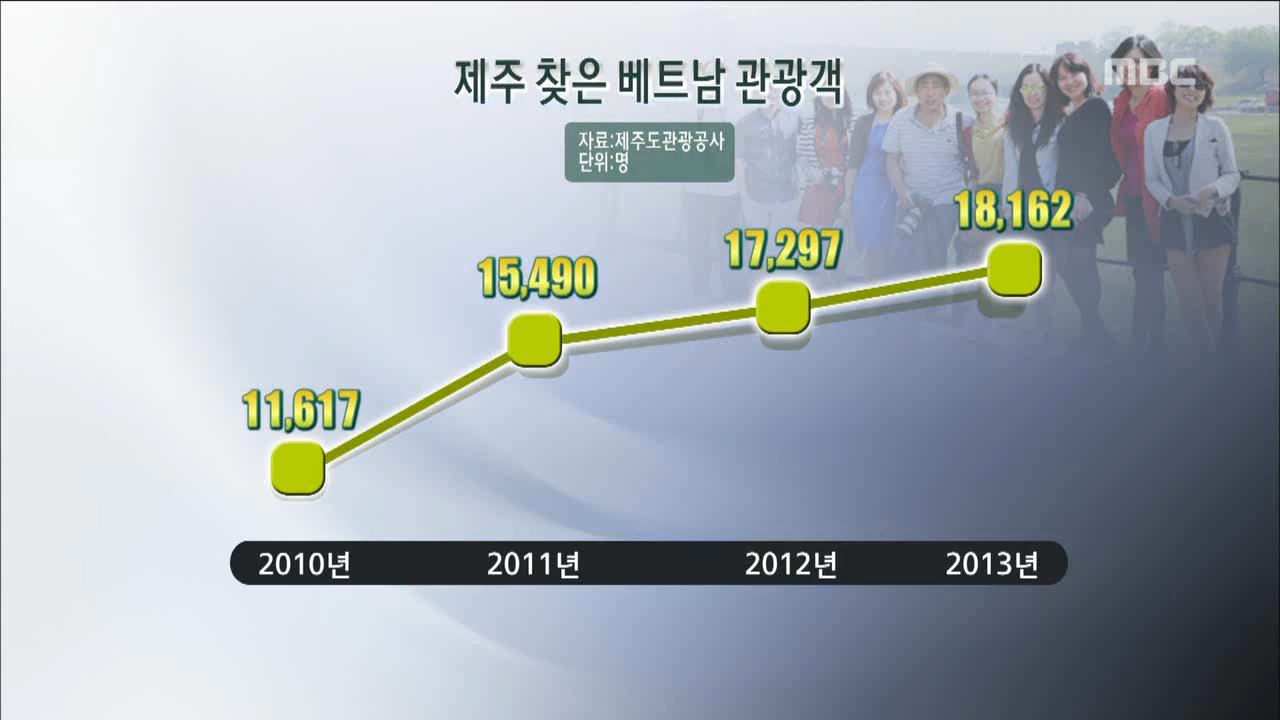 제주 찾은 베트남 관광객
MBC
자료:제주도관광공사
단위:명
11,617
15,490
17,297
18,162
2010년
2011년
2012년
2013년